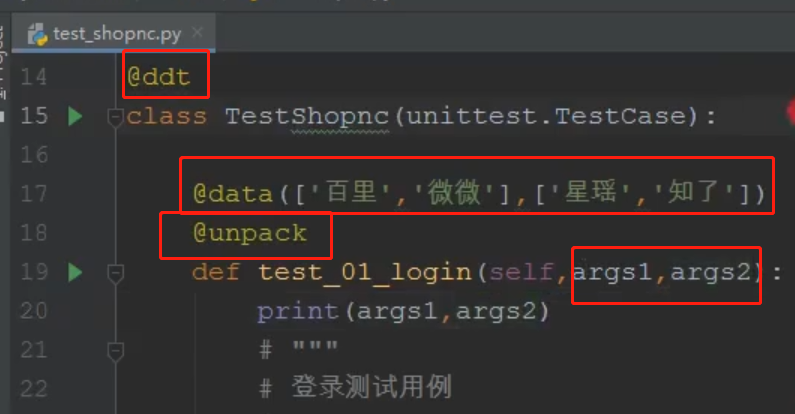 test_shopnc.py
14 @ddt
15 class TestShopnc(unittest.TestCase):
16
17 @data(['百里','微微'],['星瑶','知了'])
18 @unpack
19 def test_01_login(self,args1,args2):
20 print(args1,args2)
21 # """
22 # 登录测试用例